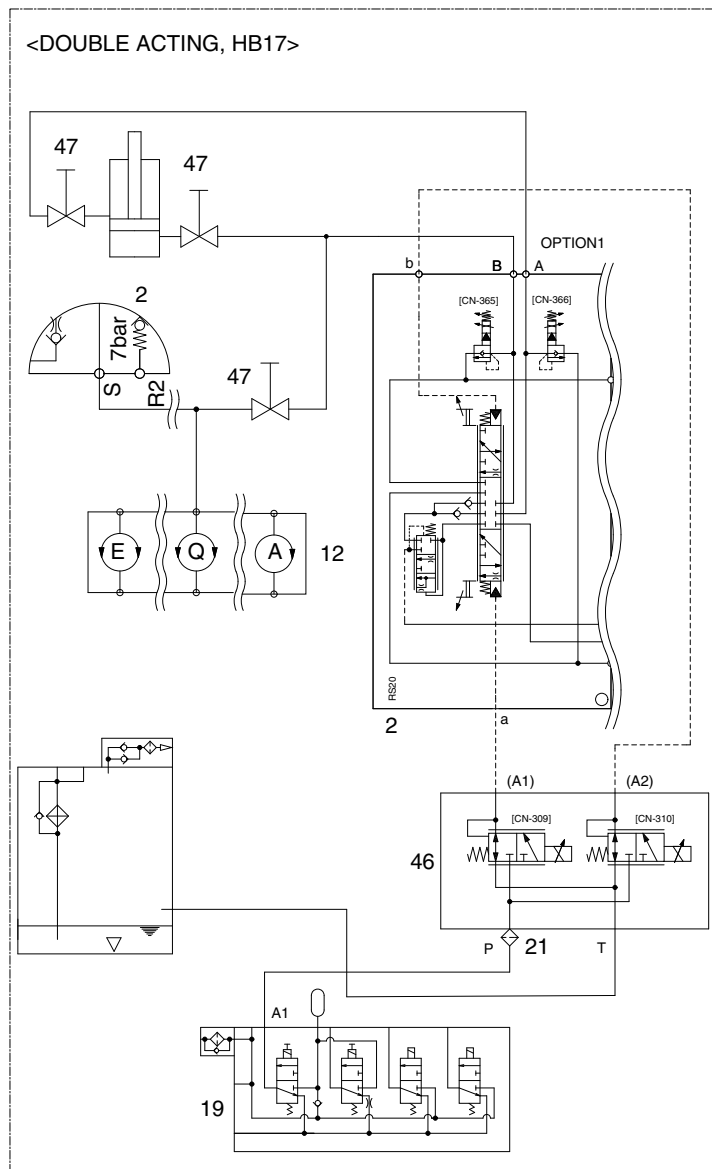 <DOUBLE ACTING, HB17>
47
47
OPTION1
b
B
A
2
[CN-365]
[CN-366]
7bar
S
R2
47
E
Q
A
12
RS20
2
a
(A1)
(A2)
[CN-309]
[CN-310]
46
P
21
T
A1
19